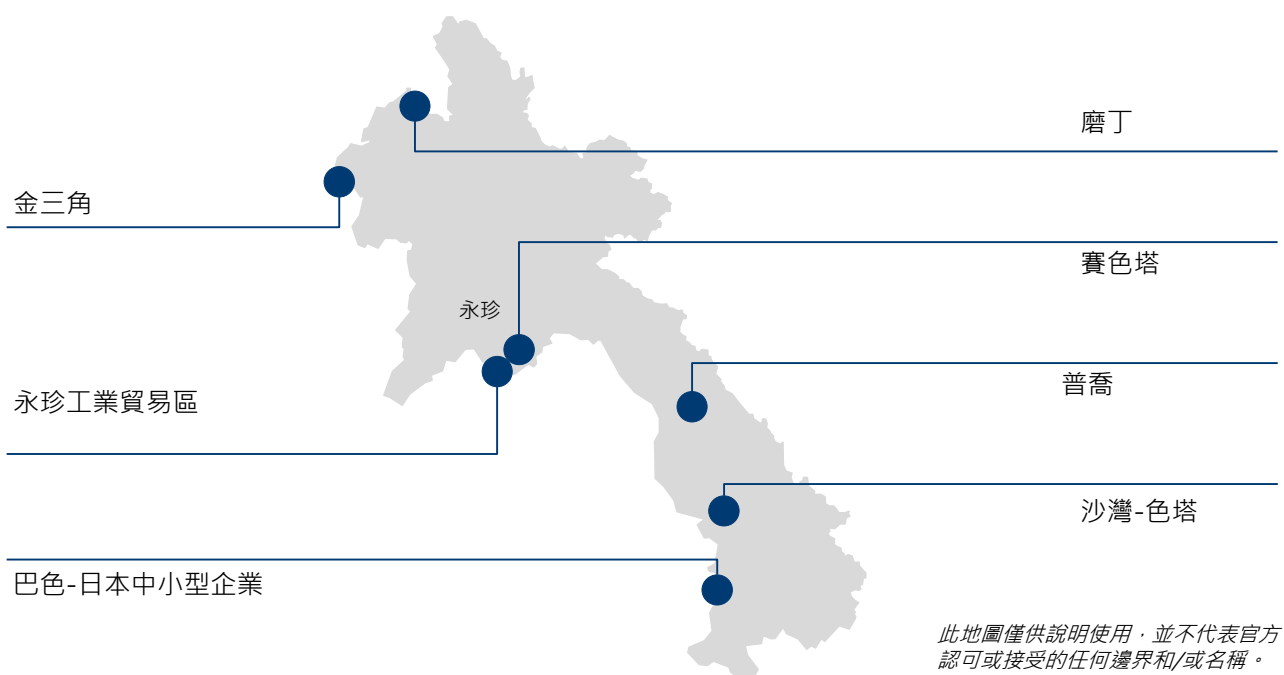 磨丁
金三角
賽色塔
永珍
普喬
永珍工業貿易區
沙灣-色塔
巴色-日本中小型企業
此地圖僅供說明使用，並不代表官方
認可或接受的任何邊界和/或名稱。